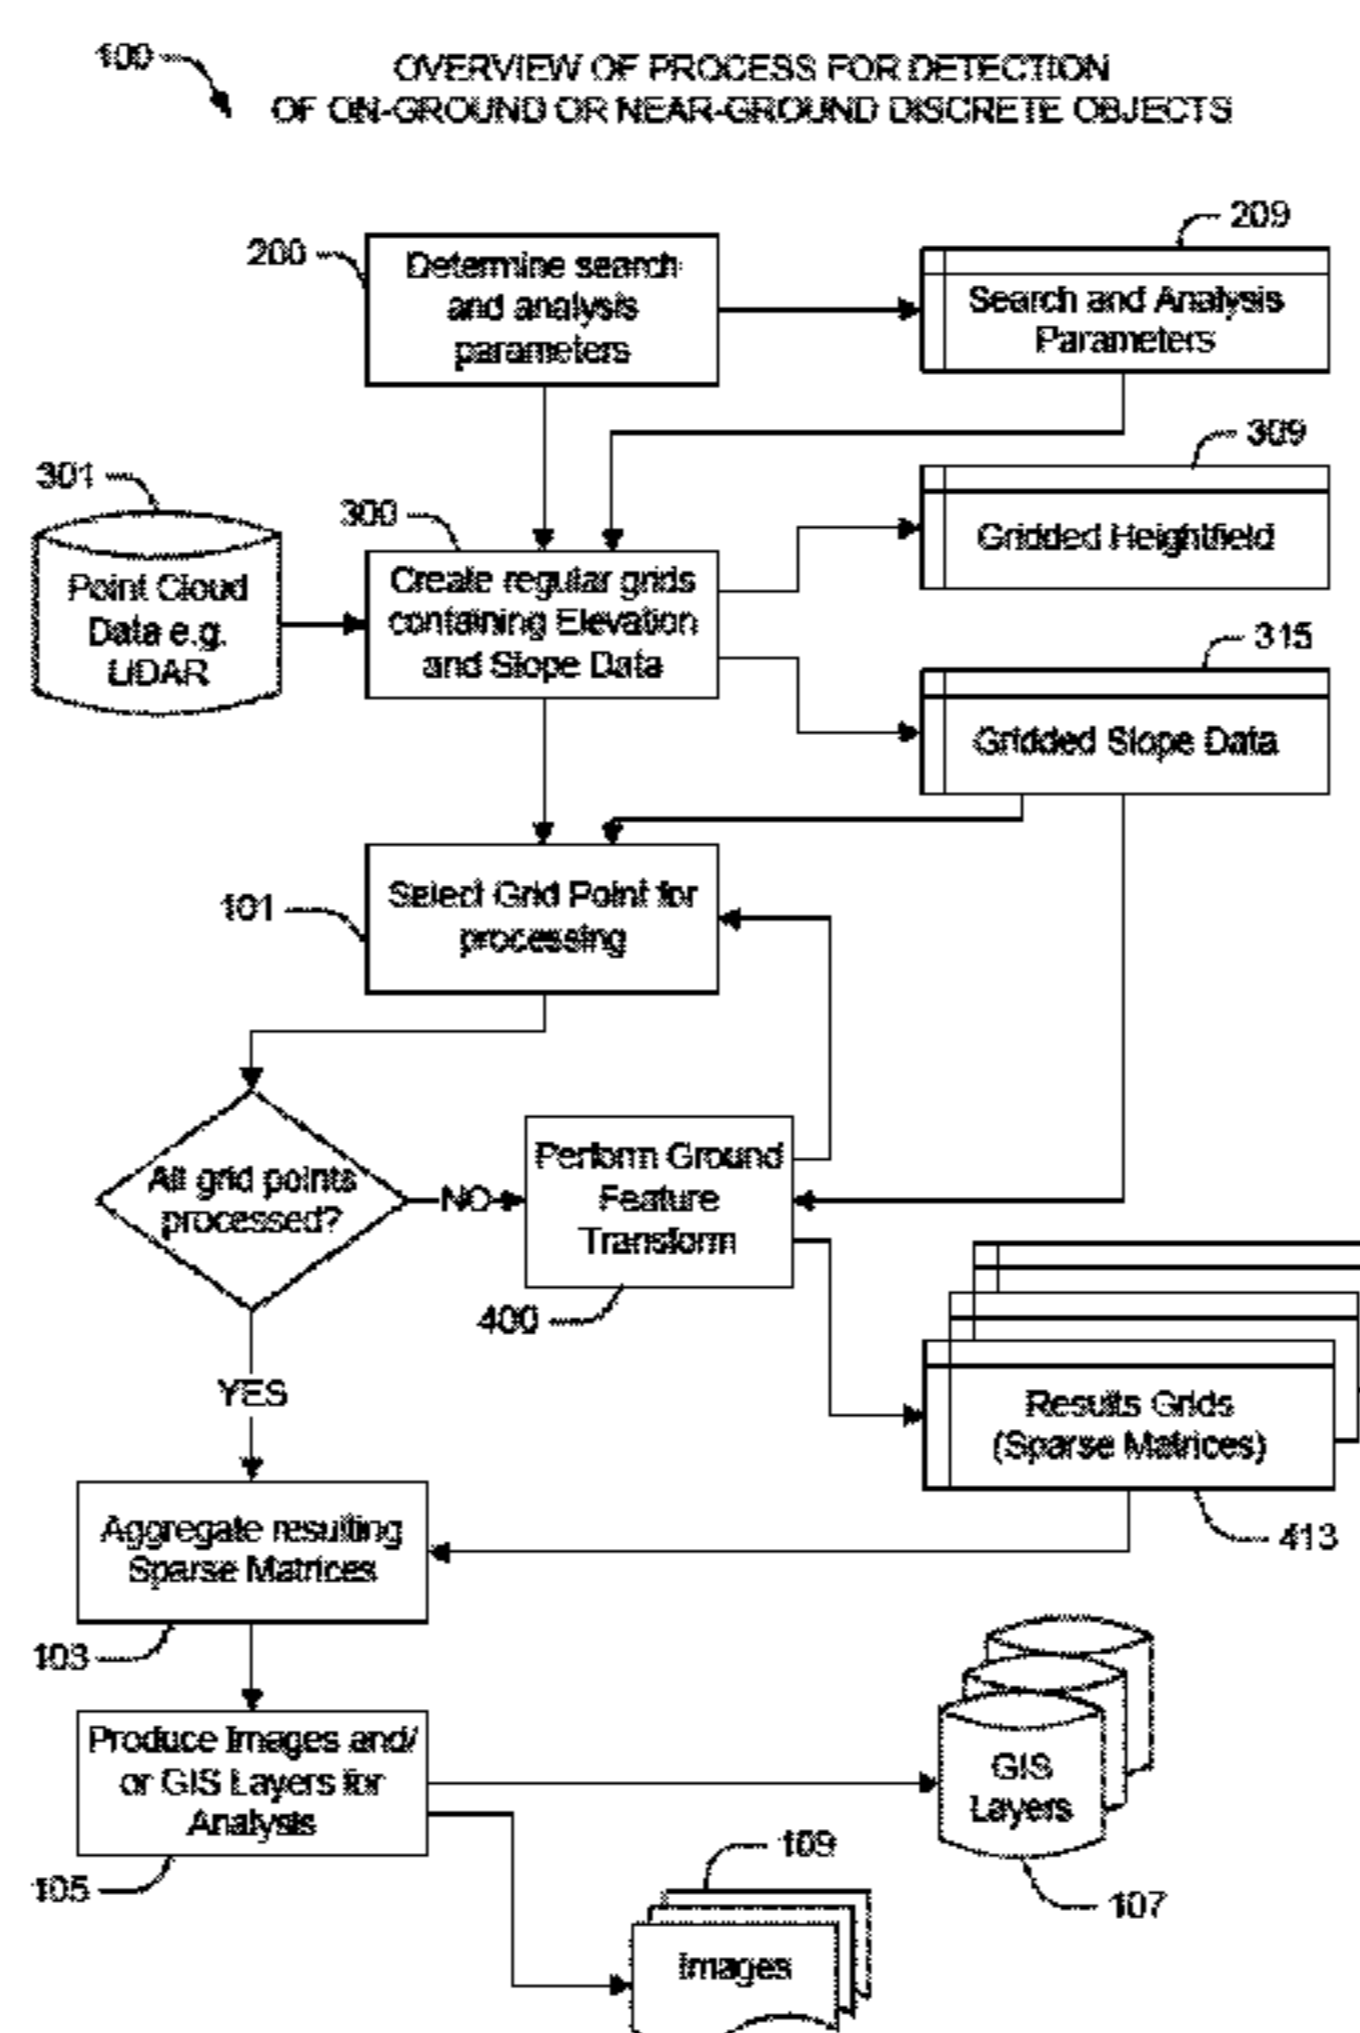 100
OVERVIEW OF PROCESS FOR DETECTION
OF ON-GROUND OR NEAR-GROUND DISCRETE OBJECTS
200
Determine search
and analysis
parameters
209
Search and Analysis
Parameters
309
Gridded Heightfield
301
Point Cloud
Data e.g.
LIDAR
300
Create regular grids
containing Elevation
and Slope Data
315
Gridded Slope Data
101
Select Grid Point for
processing
All grid points
processed?
NO
Perform Ground
Feature
Transform
400
YES
Results Grids
(Sparse Matrices)
413
Aggregate resulting
Sparse Matrices
103
Produce Images and/
or GIS Layers for
Analysis
105
GIS
Layers
107
109
Images